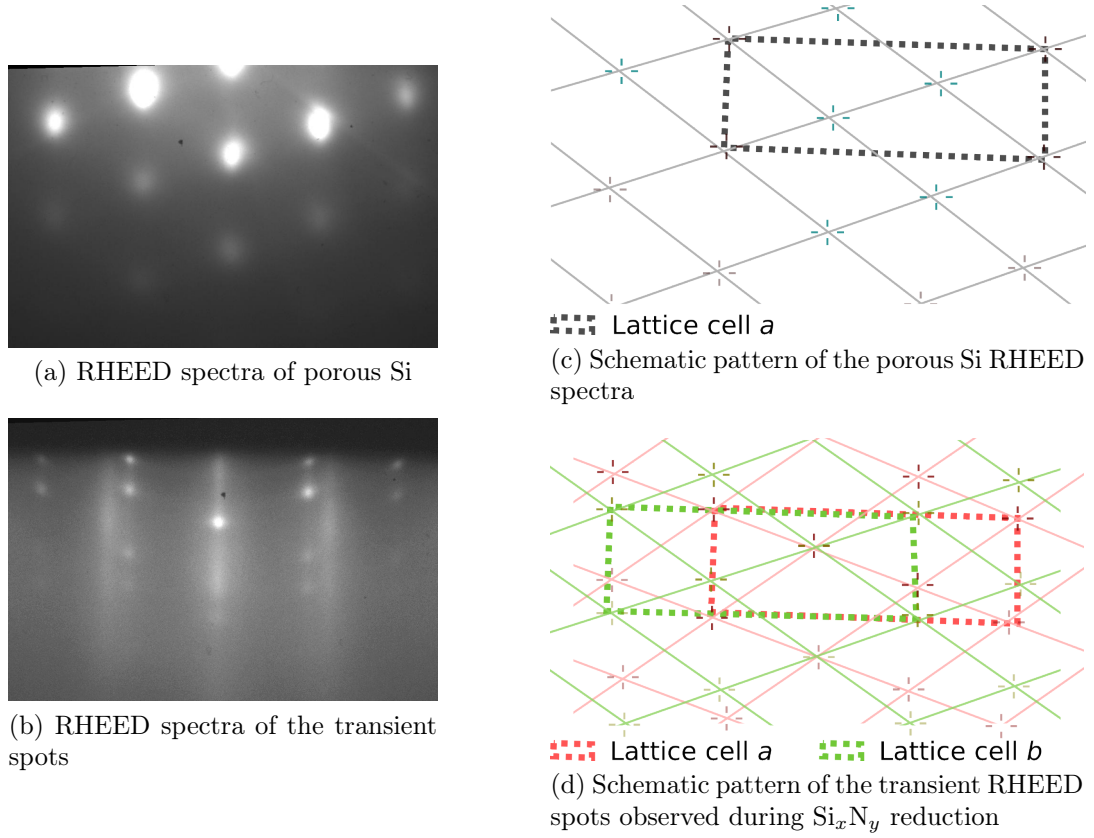 (a) RHEED spectra of porous Si
Lattice cell a
(c) Schematic pattern of the porous Si RHEED
spectra
(b) RHEED spectra of the transient
spots
Lattice cell a
Lattice cell b
(d) Schematic pattern of the transient RHEED
spots observed during SixNy reduction